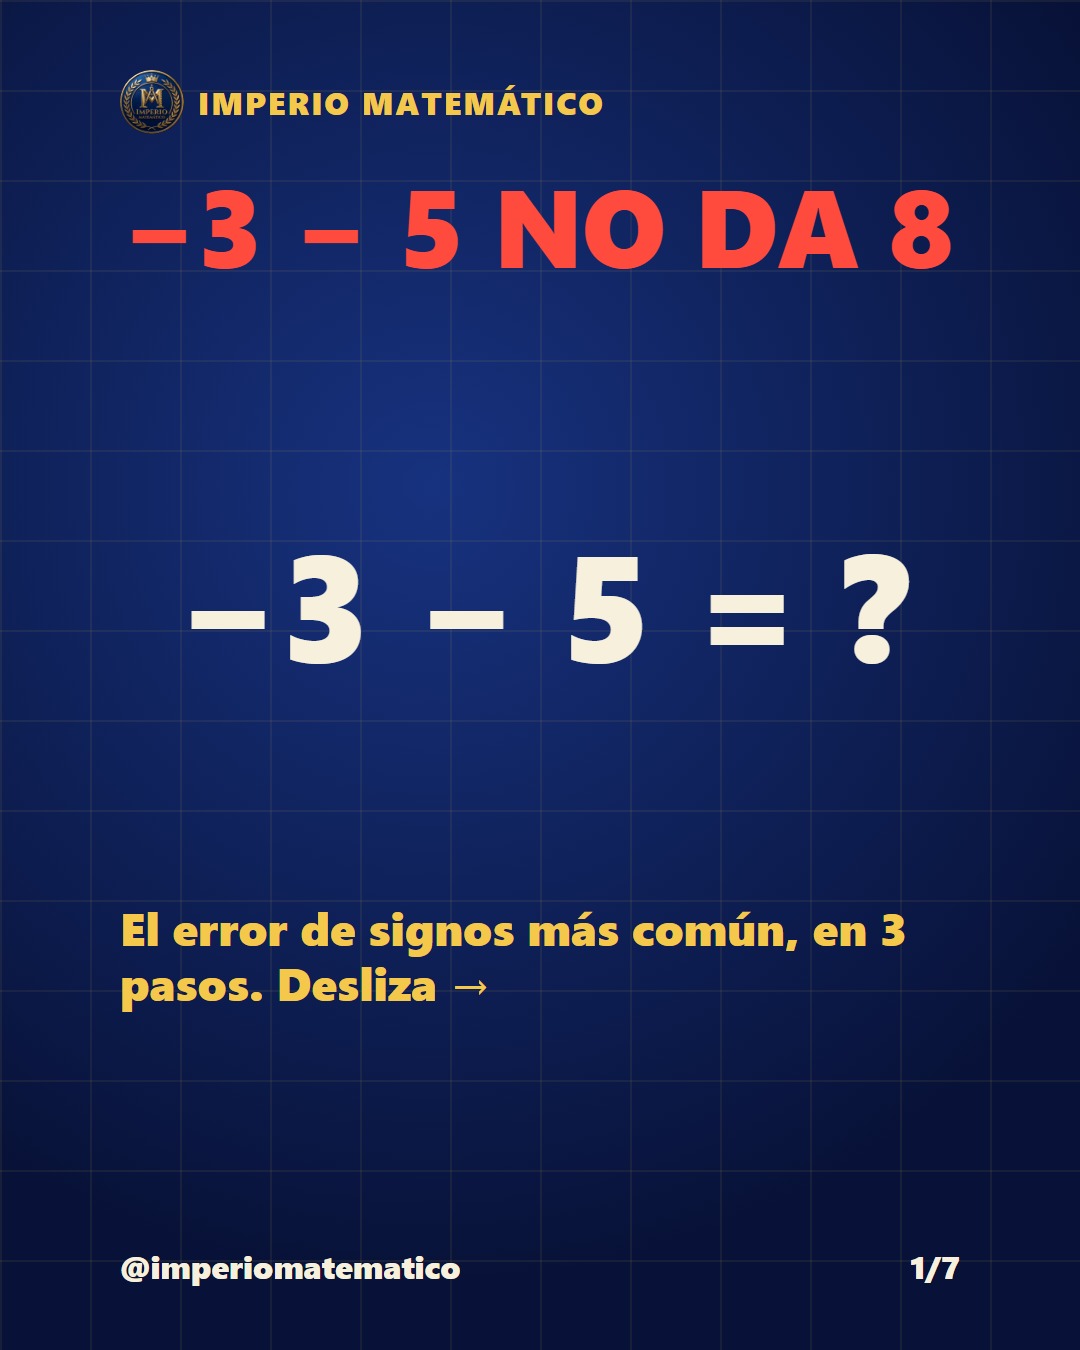 IMPERIO MATEMÁTICO
−3 − 5 NO DA 8
−3 − 5 = ?
El error de signos más común, en 3
pasos. Desliza →
@imperiomatematico
1/7